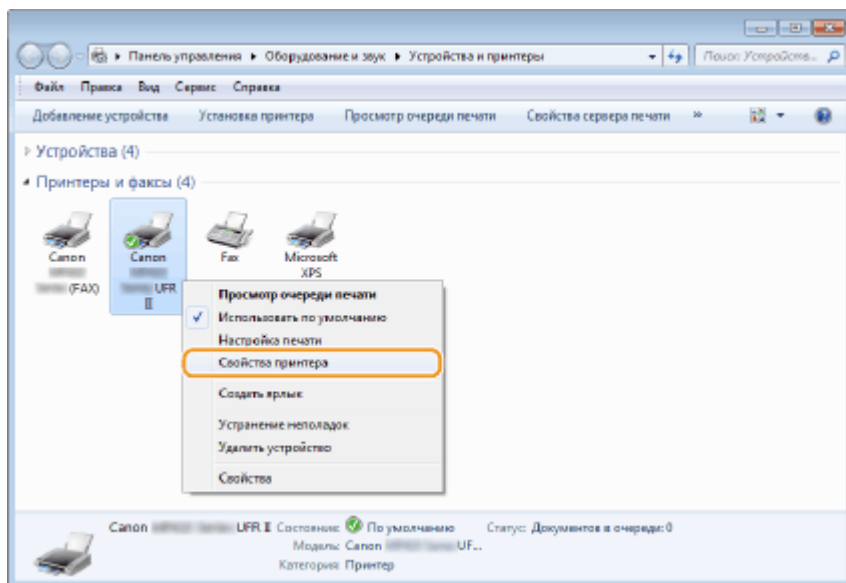 Панель управления ▸ Оборудование и звук ▸ Устройства и принтеры
Поиск: Устройств...
Файл Правка Вид Сервис Справка
Добавление устройства Установка принтера Просмотр очереди печати Свойства сервера печати »
Устройства (4)
Принтеры и факсы (4)
Canon
(FAX)
Canon
UFR
II
Fax
Microsoft
XPS
Просмотр очереди печати
Использовать по умолчанию
Настройка печати
Свойства принтера
Создать ярлык
Устранение неполадок
Удалить устройство
Свойства
Canon UFR II Состояние: По умолчанию Статус: Документов в очереди: 0
Модель: Canon UF...
Категория: Принтер